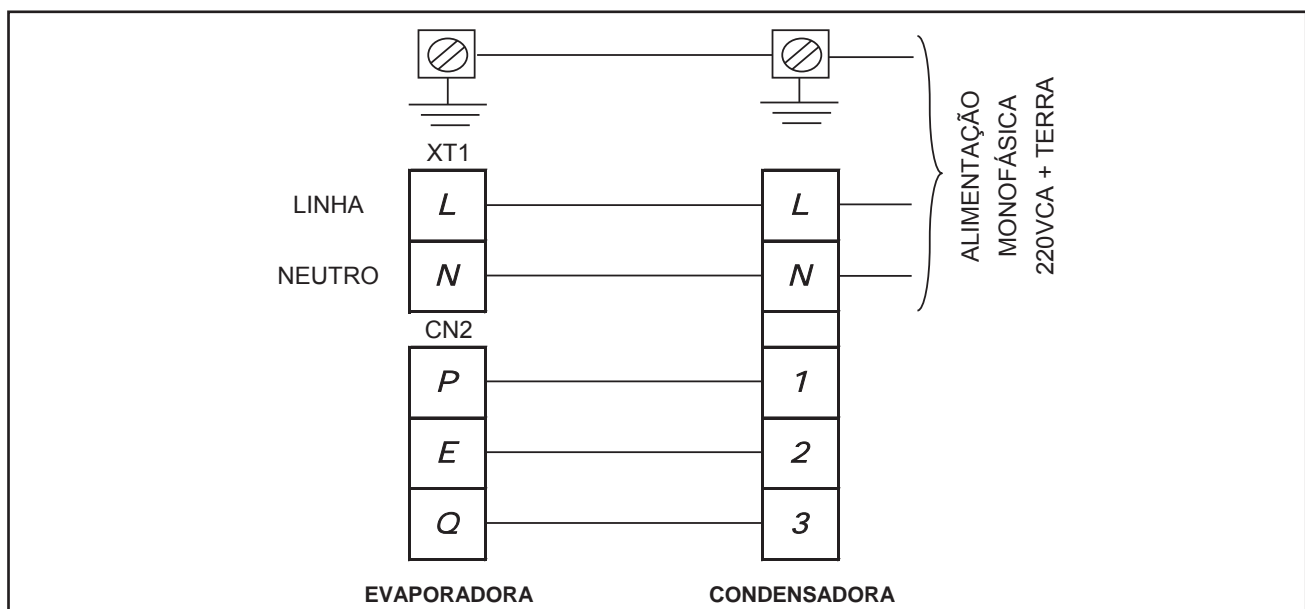 XT1
LINHA L L
NEUTRO N N
CN2
P 1
E 2
Q 3
EVAPORADORA CONDENSADORA
ALIMENTAÇÃO
MONOFÁSICA
220VCA + TERRA